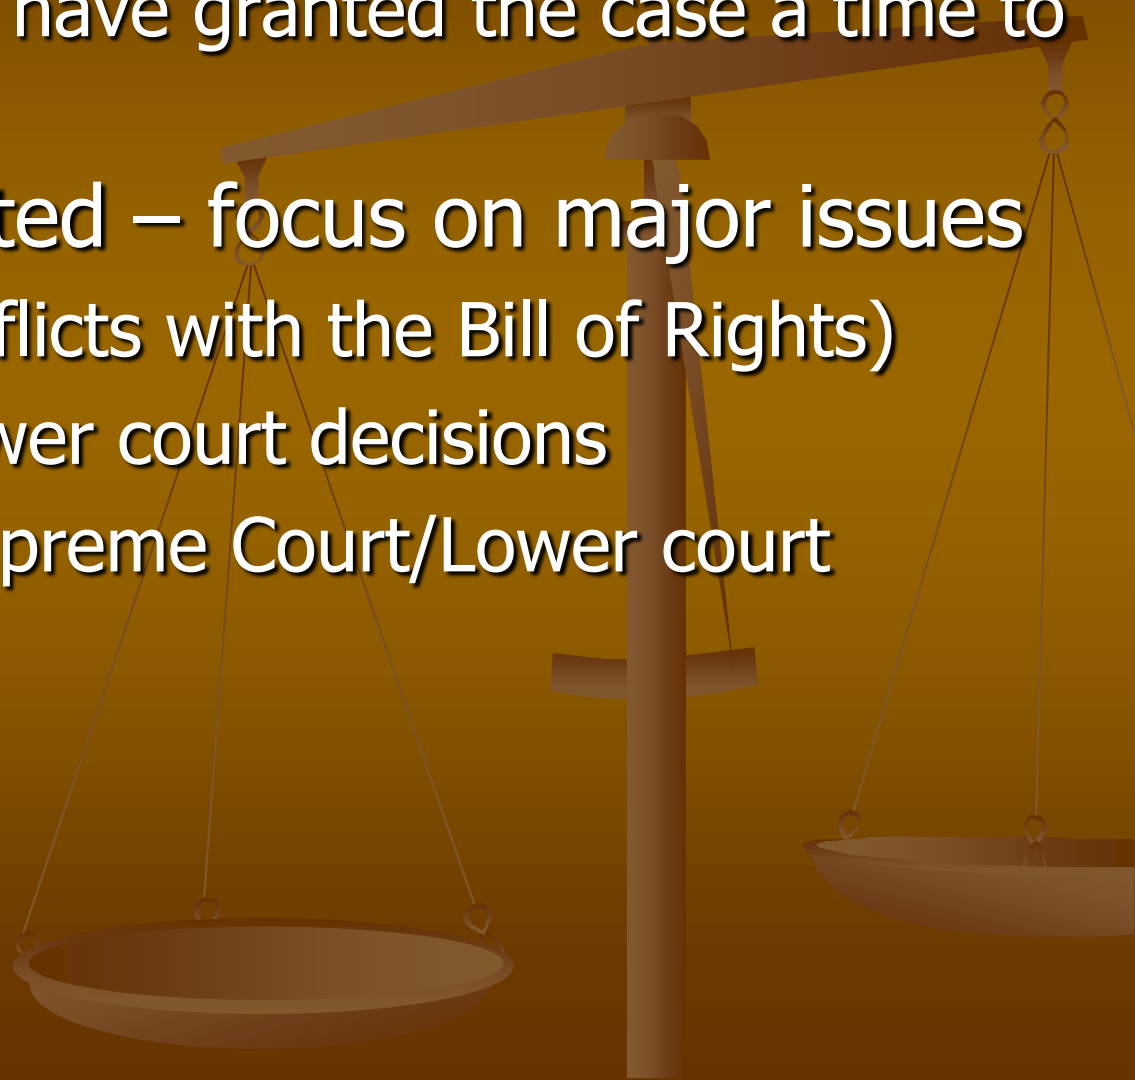 have granted the case a time to
ted – focus on major issues
flicts with the Bill of Rights)
wer court decisions
preme Court/Lower court